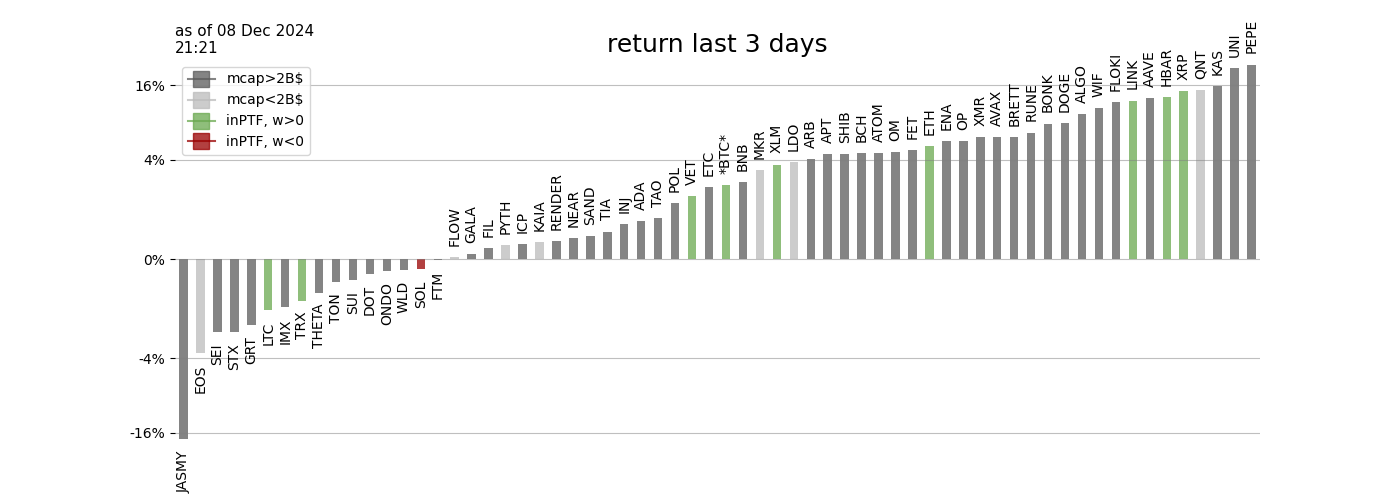 as of 08 Dec 2024
21:21
return last 3 days
mcap>2B$
mcap<2B$
inPTF, w>0
inPTF, w<0
16%
4%
0%
-4%
-16%
JASMY
EOS
SEI
STX
GRT
LTC
IMX
TRX
THETA
TON
SUI
DOT
ONDO
WLD
SOL
FTM
FLOW
GALA
FIL
PYTH
ICP
KAIA
RENDER
NEAR
SAND
TIA
INJ
ADA
TAO
POL
VET
ETC
*BTC*
BNB
MKR
XLM
LDO
ARB
APT
SHIB
BCH
ATOM
OM
FET
ETH
ENA
OP
XMR
AVAX
BRETT
RUNE
BONK
DOGE
ALGO
WIF
FLOKI
LINK
AAVE
HBAR
XRP
QNT
KAS
UNI
PEPE